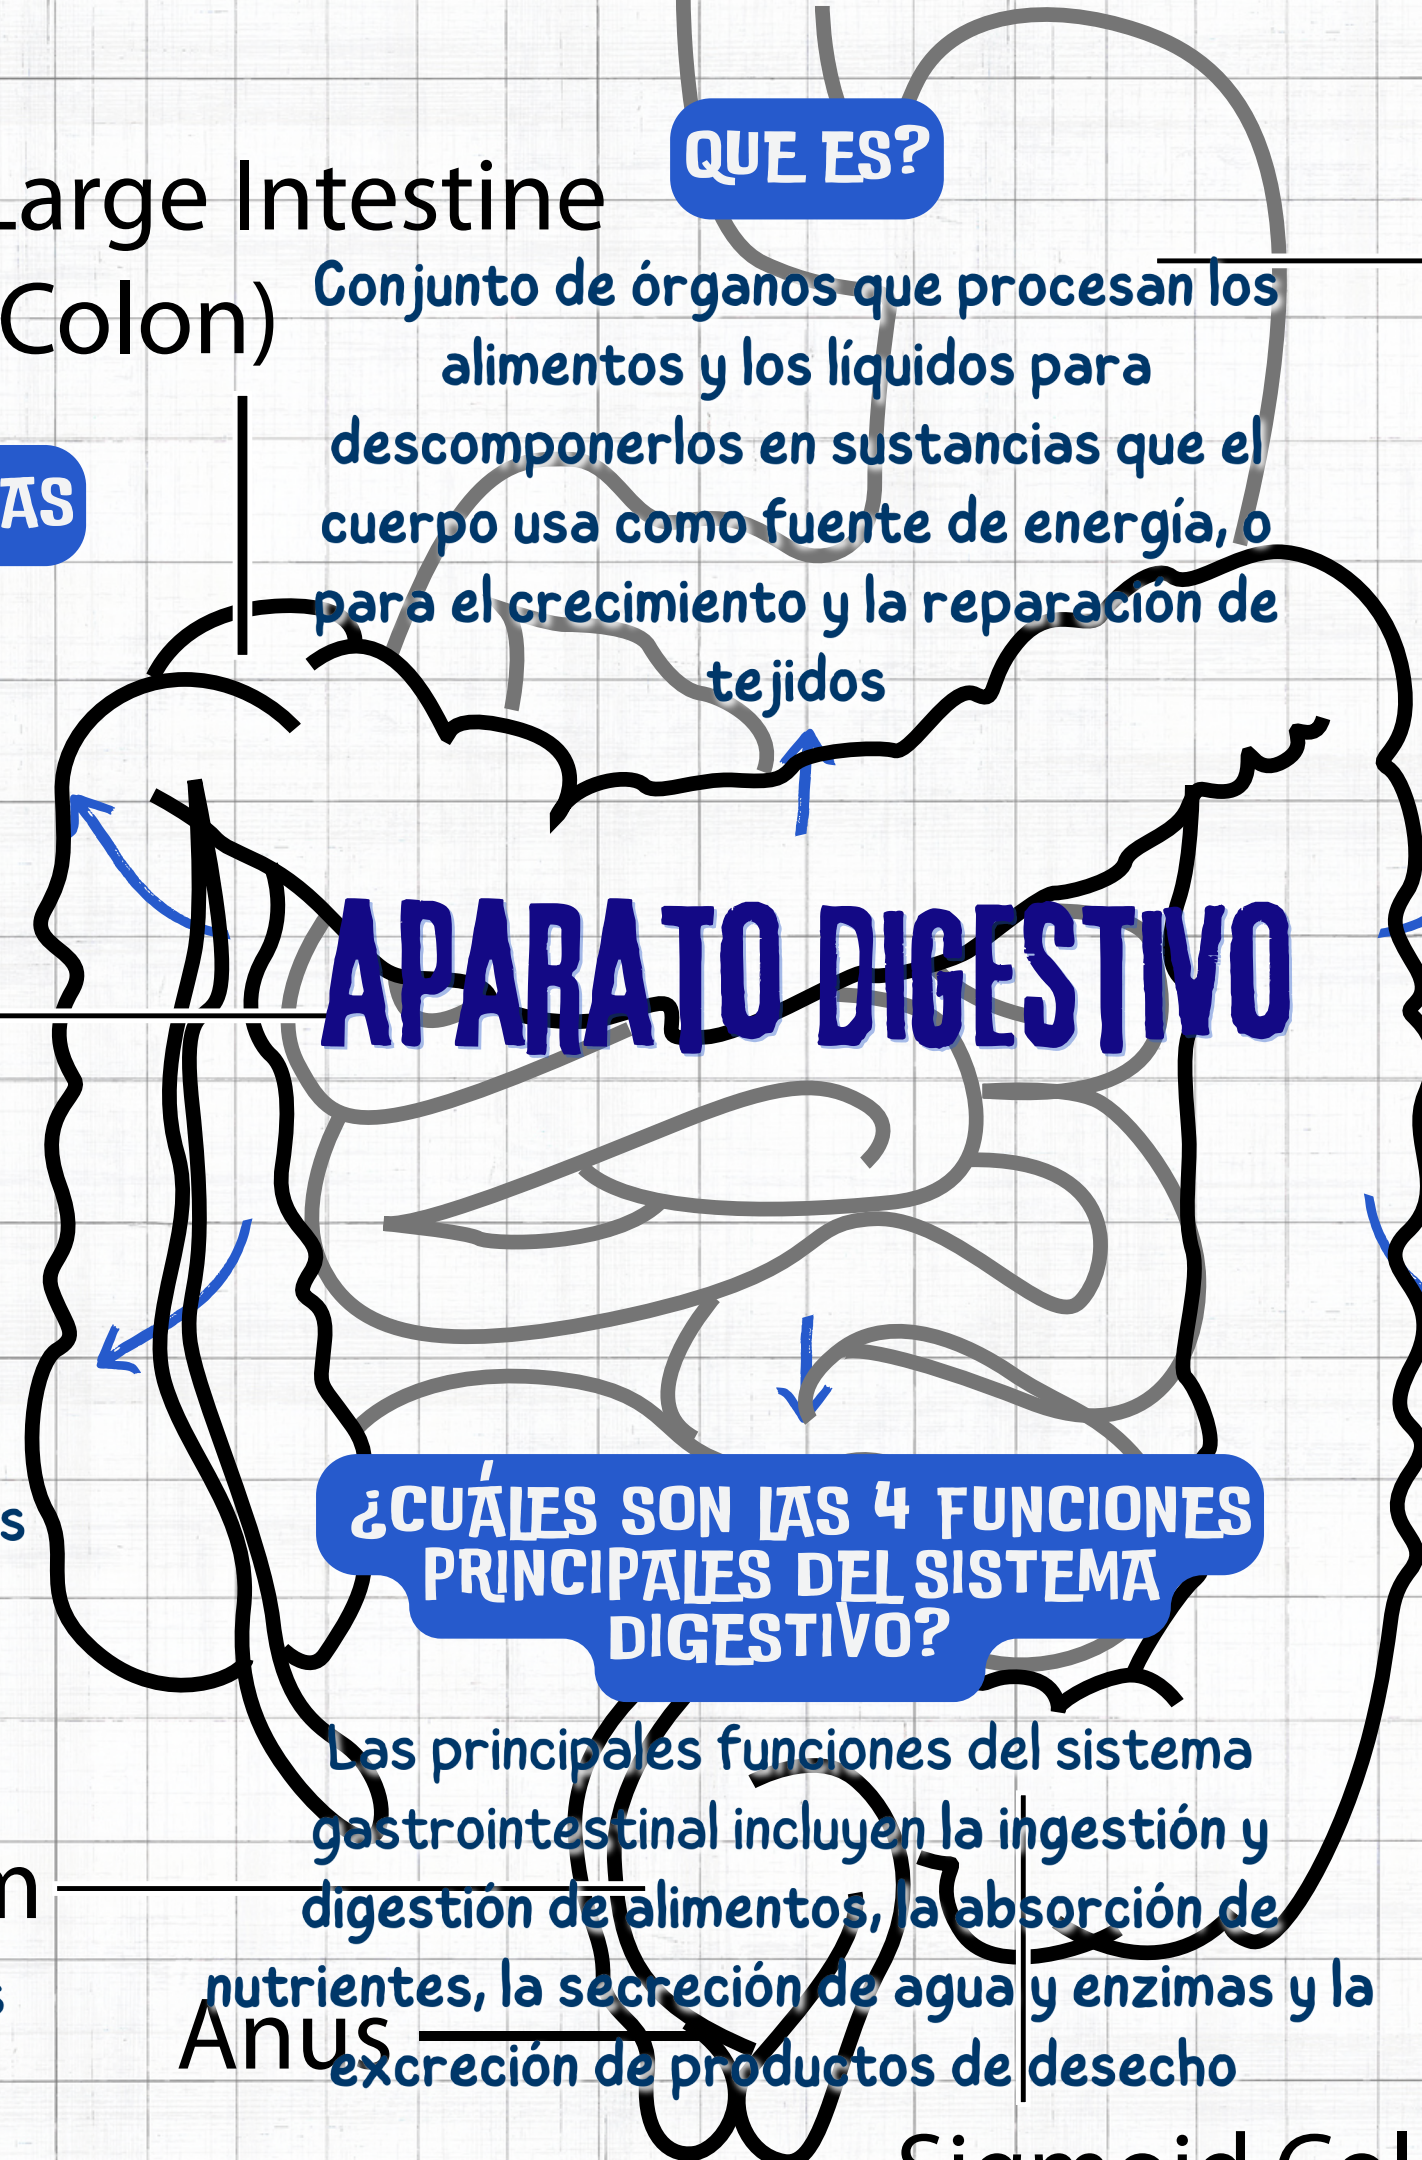 QUE ES?
Large Intestine
(Colon)
Conjunto de órganos que procesan los
alimentos y los líquidos para
descomponerlos en sustancias que el
cuerpo usa como fuente de energía, o
para el crecimiento y la reparación de
tejidos
AS
APARATO DIGESTIVO
¿CUÁLES SON LAS 4 FUNCIONES
PRINCIPALES DEL SISTEMA
DIGESTIVO?
s
Las principales funciones del sistema
gastrointestinal incluyen la ingestión y
digestión de alimentos, la absorción de
nutrientes, la secreción de agua y enzimas y la
excreción de productos de desecho
m
s
Anus
Sigmoid Col